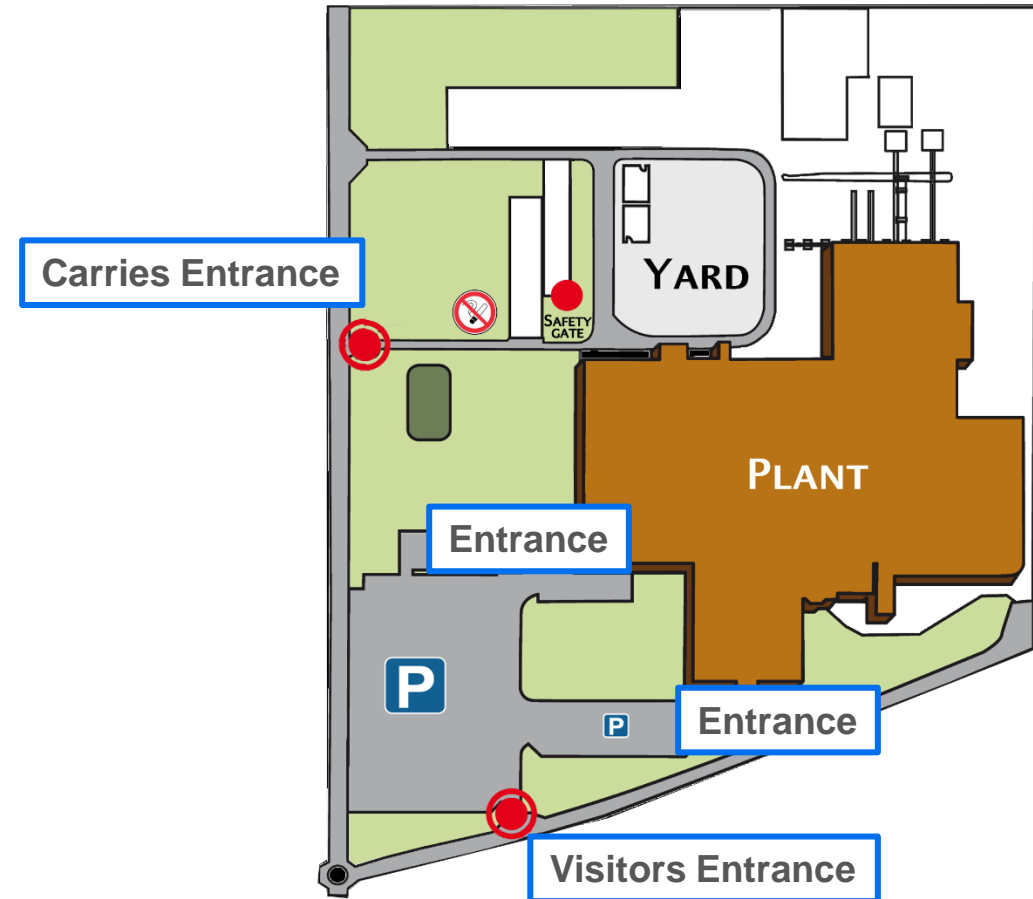 Carries Entrance
YARD
SAFETY
GATE
PLANT
Entrance
P
P
Entrance
Visitors Entrance